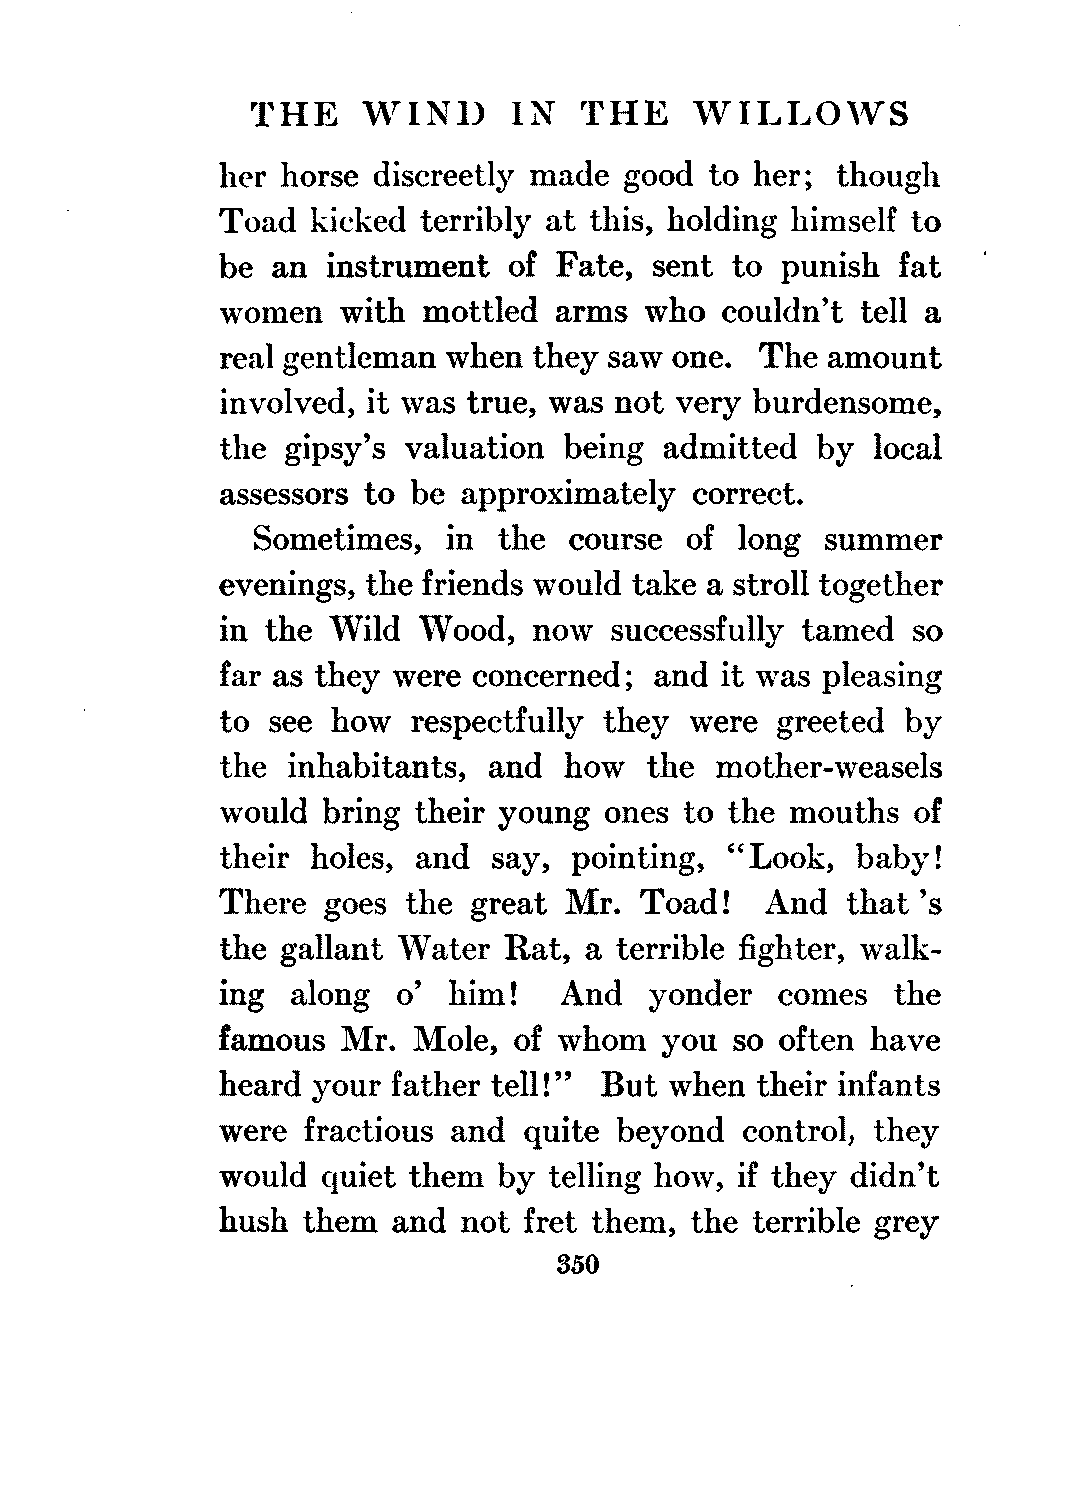 THE WIND IN THE WILLOWS
her horse discreetly made good to her; though
Toad kicked terribly at this, holding himself to
be an instrument of Fate, sent to punish fat
women with mottled arms who couldn't tell a
real gentleman when they saw one. The amount
involved, it was true, was not very burdensome,
the gipsy's valuation being admitted by local
assessors to be approximately correct.
Sometimes, in the course of long summer
evenings, the friends would take a stroll together
in the Wild Wood, now successfully tamed so
far as they were concerned; and it was pleasing
to see how respectfully they were greeted by
the inhabitants, and how the mother-weasels
would bring their young ones to the mouths of
their holes, and say, pointing, "Look, baby!
There goes the great Mr. Toad! And that 's
the gallant Water Rat, a terrible fighter, walk-
ing along o' him! And yonder comes the
famous Mr. Mole, of whom you so often have
heard your father tell!" But when their infants
were fractious and quite beyond control, they
would quiet them by telling how, if they didn't
hush them and not fret them, the terrible grey
350